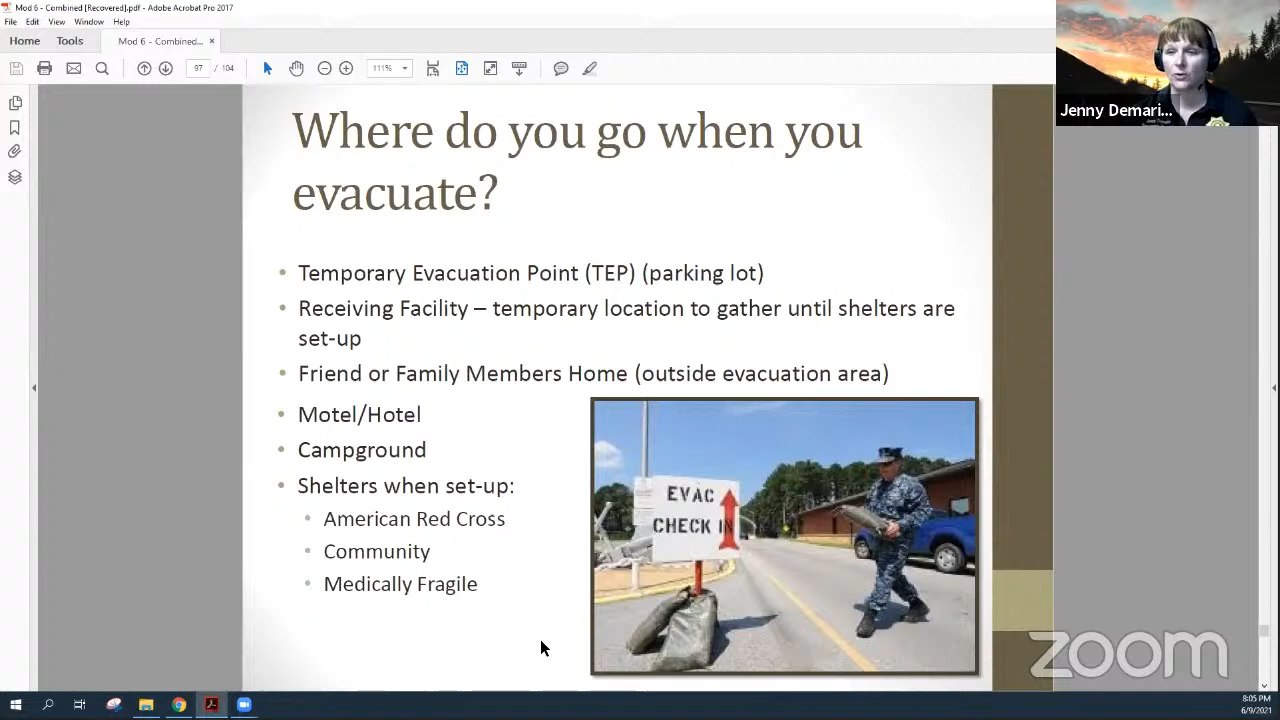 Mod 6 - Combined [Recovered].pdf - Adobe Acrobat Pro 2017
File Edit View Window Help
Home Tools Mod 6 - Combined... ×
97 / 104 111%
Jenny Demari...
Where do you go when you
evacuate?
• Temporary Evacuation Point (TEP) (parking lot)
• Receiving Facility – temporary location to gather until shelters are
set-up
• Friend or Family Members Home (outside evacuation area)
• Motel/Hotel
• Campground
• Shelters when set-up:
• American Red Cross
• Community
• Medically Fragile
EVAC
CHECK IN
zoom
8:05 PM
6/9/2021